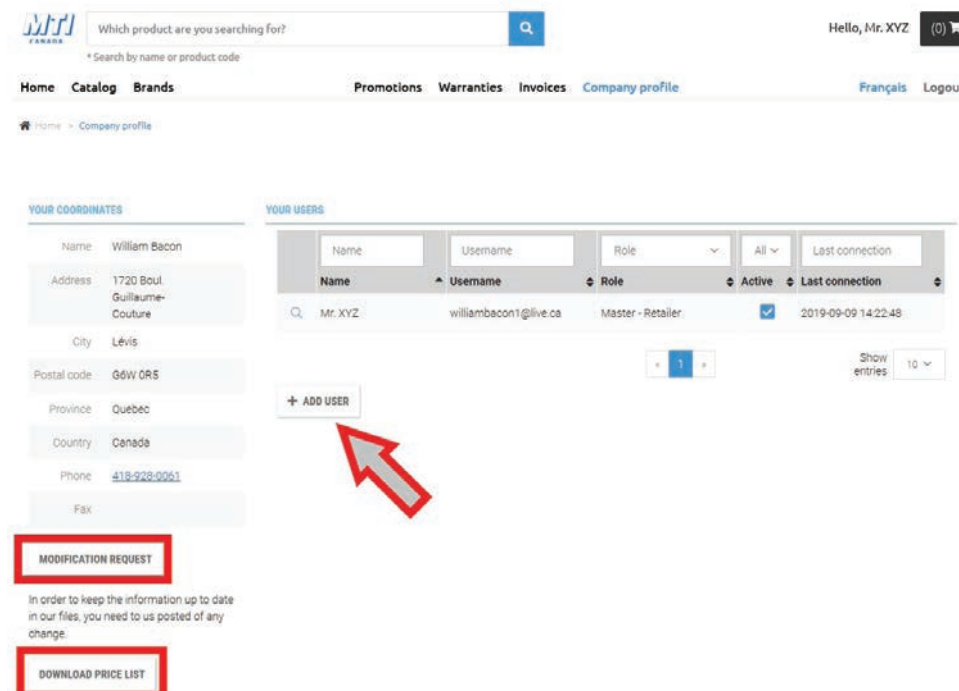 MTI
CANADA
Which product are you searching for?
Hello, Mr. XYZ
(0)
* Search by name or product code
Home Catalog Brands Promotions Warranties Invoices Company profile Français Logou
Home > Company profile
YOUR COORDINATES
Name William Bacon
Address 1720 Boul.
Guillaume-
Couture
City Lévis
Postal code G6W 0R5
Province Quebec
Country Canada
Phone 418-928-0061
Fax
MODIFICATION REQUEST
In order to keep the information up to date
in our files, you need to us posted of any
change.
DOWNLOAD PRICE LIST
YOUR USERS
Name Username Role All Last connection
Name Username Role Active Last connection
Mr. XYZ williambacon1@live.ca Master - Retailer 2019-09-09 14:22:48
« 1 »
Show
entries 10
+ ADD USER